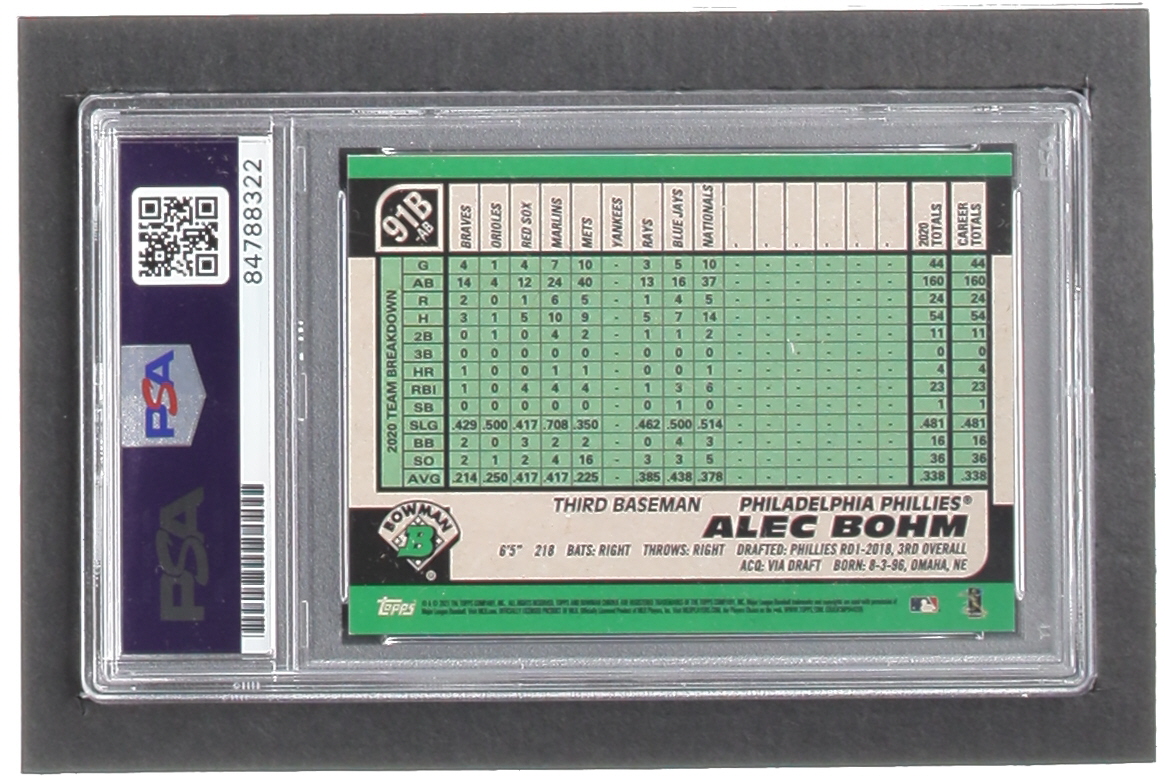 84788322
PSA
PSA
91B
-AB
BRAVES ORIOLES RED SOX MARLINS METS YANKEES RAYS BLUE JAYS NATIONALS - - - - - - 2020 TOTALS CAREER TOTALS
2020 TEAM BREAKDOWN
G 4 1 4 7 10 - 3 5 10 - - - - - - 44 44
AB 14 4 12 24 40 - 13 16 37 - - - - - - 160 160
R 2 0 1 6 5 - 1 4 5 - - - - - - 24 24
H 3 1 5 10 9 - 5 7 14 - - - - - - 54 54
2B 0 1 0 4 2 - 1 1 2 - - - - - - 11 11
3B 0 0 0 0 0 - 0 0 0 - - - - - - 0 0
HR 1 0 0 1 1 - 0 0 1 - - - - - - 4 4
RBI 1 0 4 4 4 - 1 3 6 - - - - - - 23 23
SB 0 0 0 0 0 - 0 1 0 - - - - - - 1 1
SLG .429 .500 .417 .708 .350 - .462 .500 .514 - - - - - - .481 .481
BB 2 0 3 2 2 - 0 4 3 - - - - - - 16 16
SO 2 1 2 4 16 - 3 3 5 - - - - - - 36 36
AVG .214 .250 .417 .417 .225 - .385 .438 .378 - - - - - - .338 .338
THIRD BASEMAN PHILADELPHIA PHILLIES®
ALEC BOHM
BOWMAN
B
®
6'5" 218 BATS: RIGHT THROWS: RIGHT DRAFTED: PHILLIES RD1-2018, 3RD OVERALL
ACQ: VIA DRAFT BORN: 8-3-96, OMAHA, NE
Topps